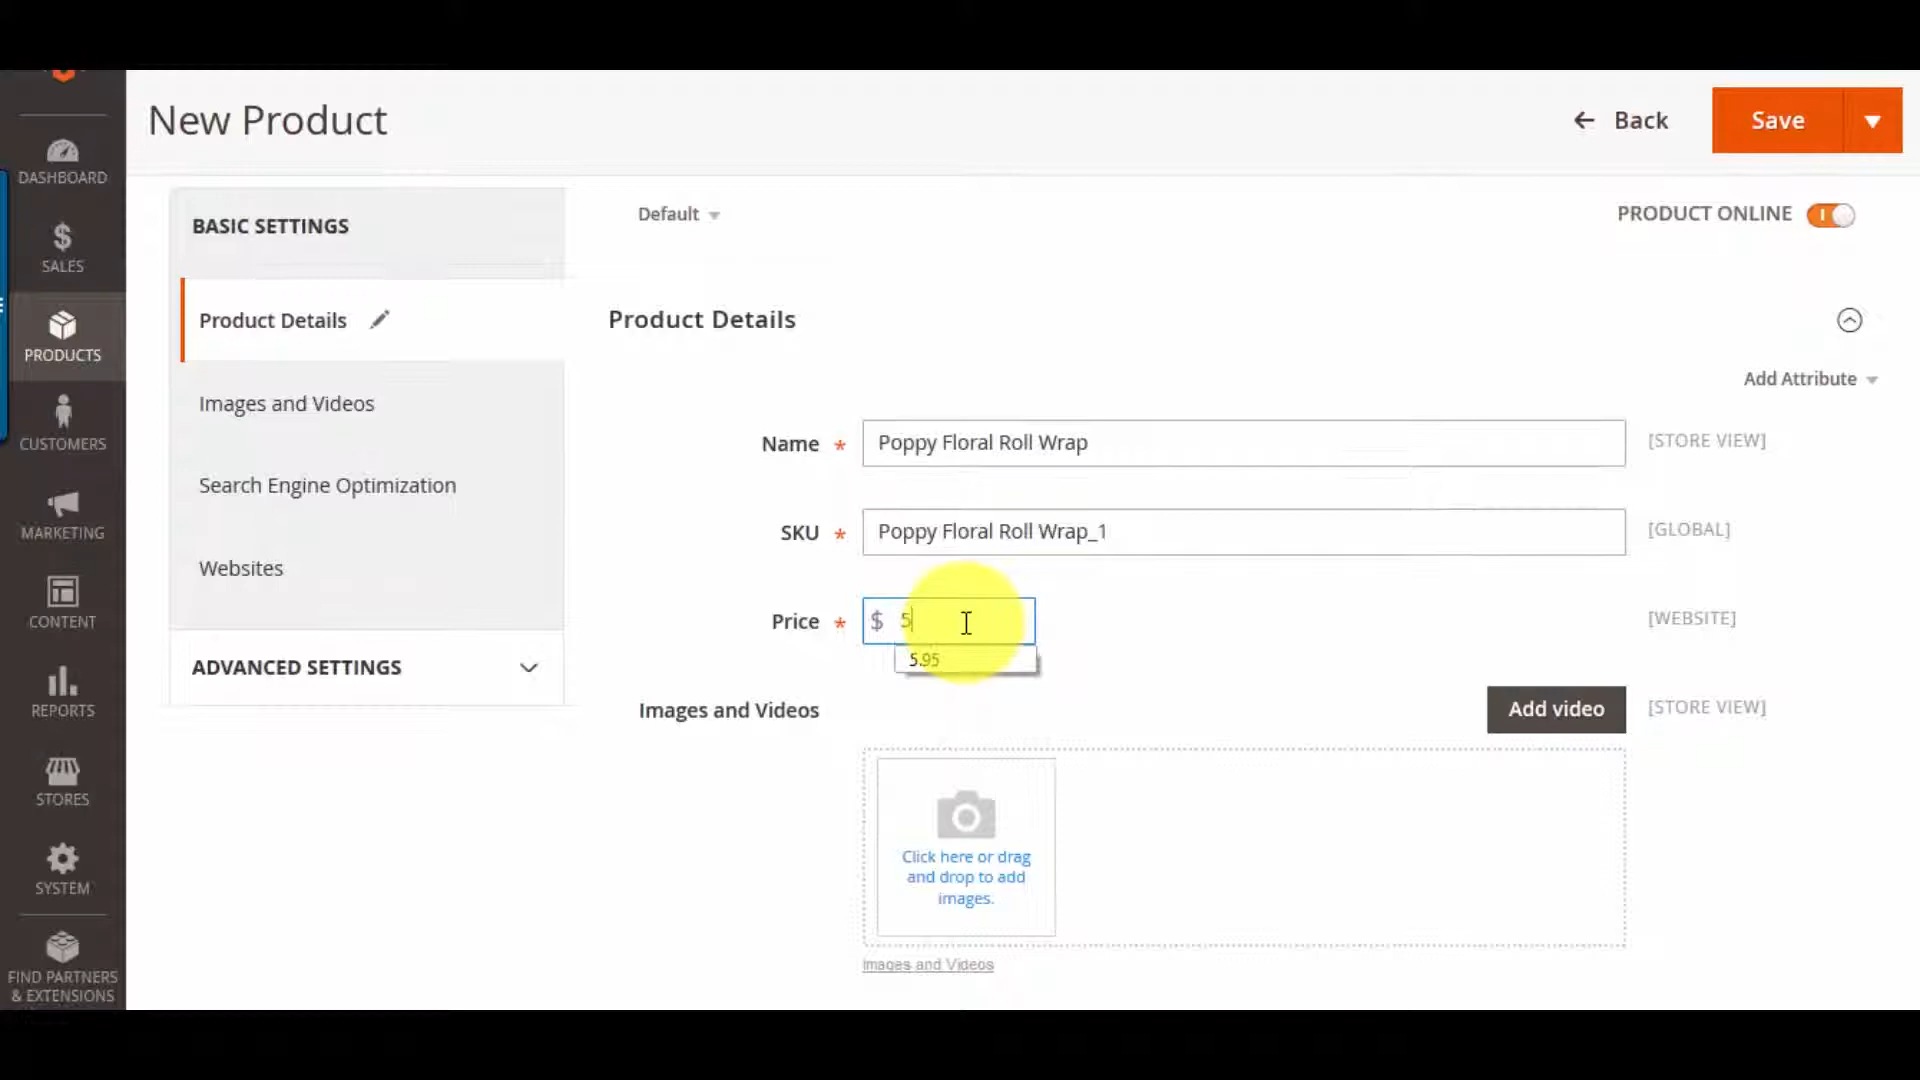 New Product
Back
Save
DASHBOARD
SALES
PRODUCTS
CUSTOMERS
MARKETING
CONTENT
REPORTS
STORES
SYSTEM
FIND PARTNERS
& EXTENSIONS
BASIC SETTINGS
Product Details
Images and Videos
Search Engine Optimization
Websites
ADVANCED SETTINGS
Default
PRODUCT ONLINE
Product Details
Add Attribute
Name * Poppy Floral Roll Wrap [STORE VIEW]
SKU * Poppy Floral Roll Wrap_1 [GLOBAL]
Price * $ 5 [WEBSITE]
5.95
Images and Videos Add video [STORE VIEW]
Click here or drag
and drop to add
images.
Images and Videos